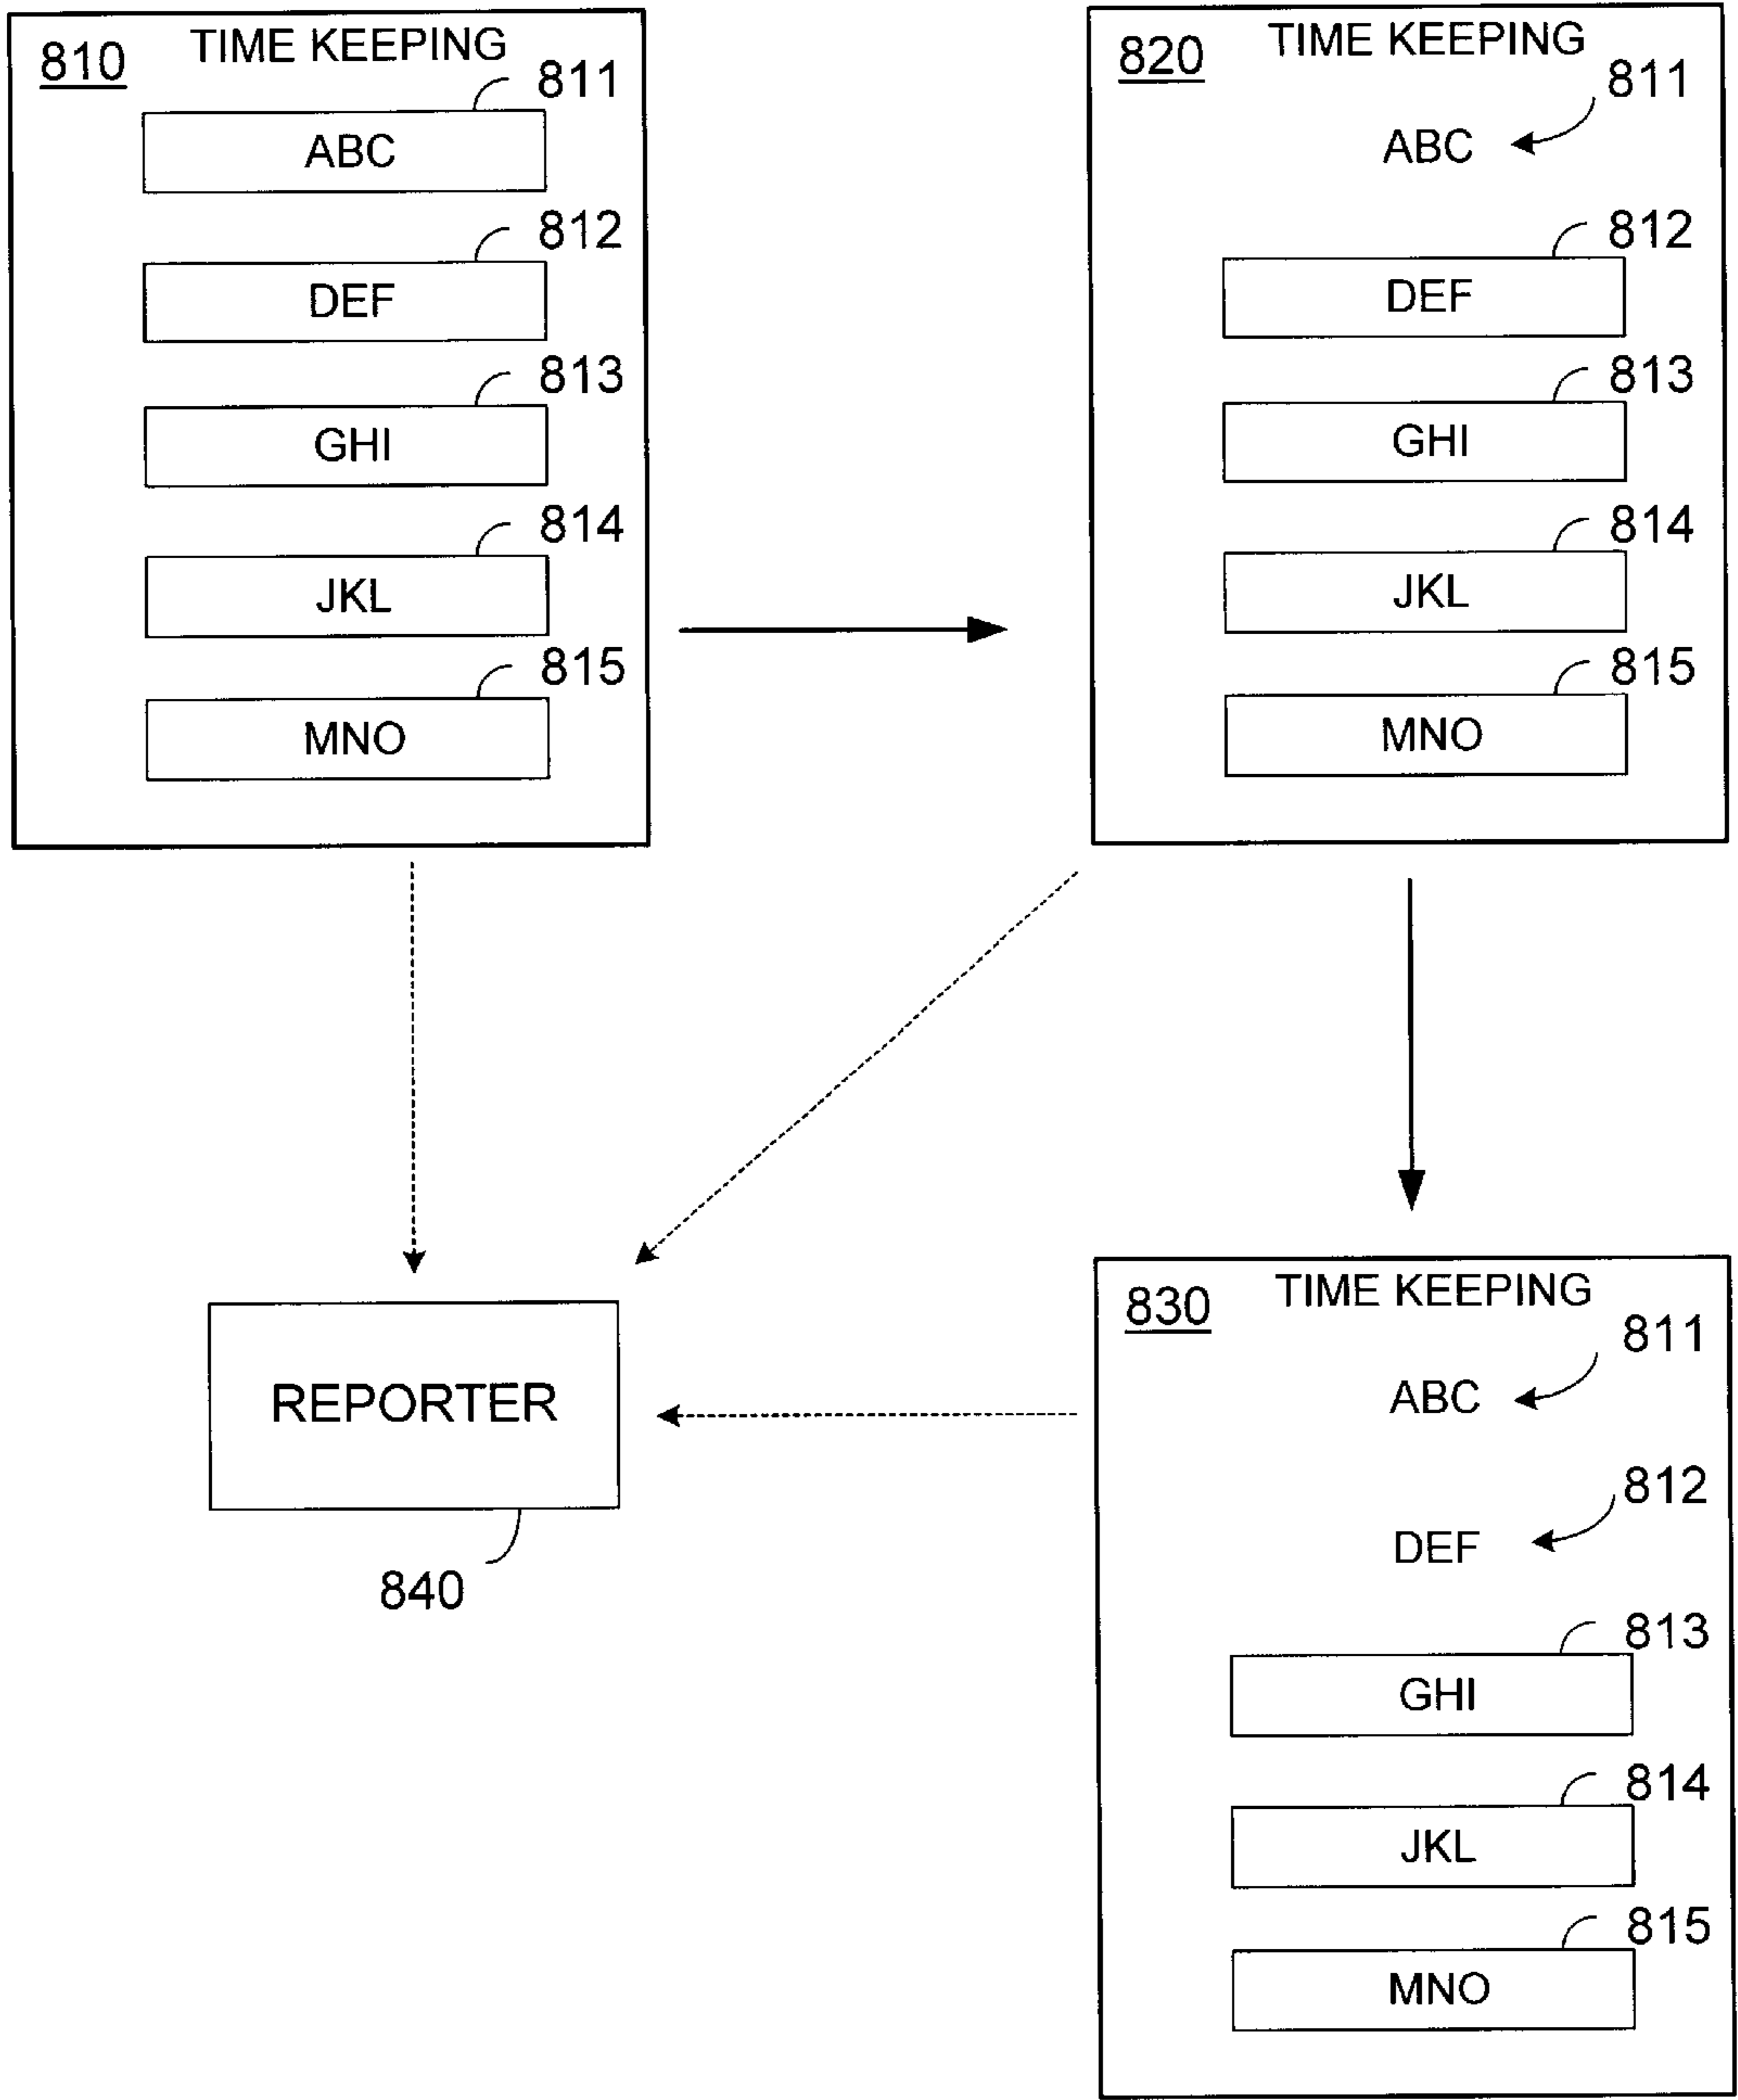 810 TIME KEEPING
811
ABC
812
DEF
813
GHI
814
JKL
815
MNO
820 TIME KEEPING
811
ABC
812
DEF
813
GHI
814
JKL
815
MNO
REPORTER
840
830 TIME KEEPING
811
ABC
812
DEF
813
GHI
814
JKL
815
MNO